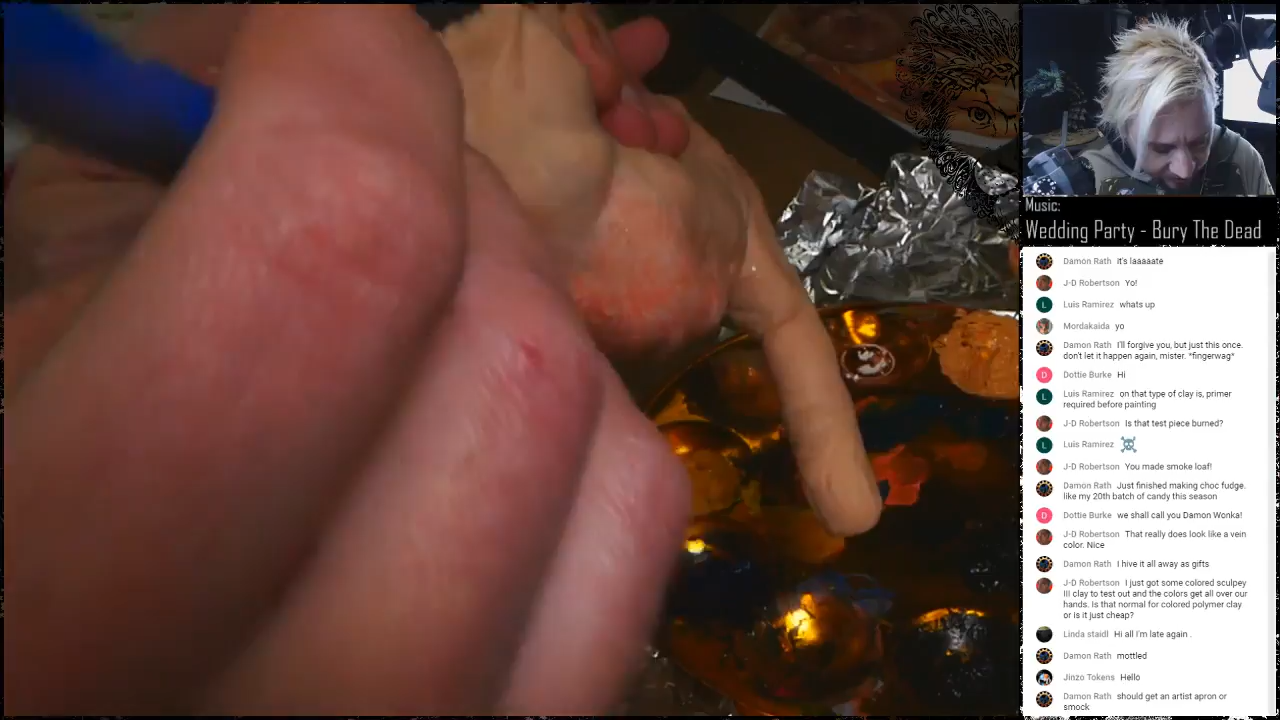 Music:
Wedding Party - Bury The Dead
Damon Rath it's laaaaate
J-D Robertson Yo!
L Luis Ramirez whats up
Mordakaida yo
Damon Rath I'll forgive you, but just this once.
don't let it happen again, mister. *fingerwag*
D Dottie Burke Hi
L Luis Ramirez on that type of clay is, primer
required before painting
J-D Robertson Is that test piece burned?
L Luis Ramirez
J-D Robertson You made smoke loaf!
Damon Rath Just finished making choc fudge.
like my 20th batch of candy this season
D Dottie Burke we shall call you Damon Wonka!
J-D Robertson That really does look like a vein
color. Nice
Damon Rath I hive it all away as gifts
J-D Robertson I just got some colored sculpey
III clay to test out and the colors get all over our
hands. Is that normal for colored polymer clay
or is it just cheap?
Linda staidl Hi all I'm late again .
Damon Rath mottled
Jinzo Tokens Hello
Damon Rath should get an artist apron or
smock